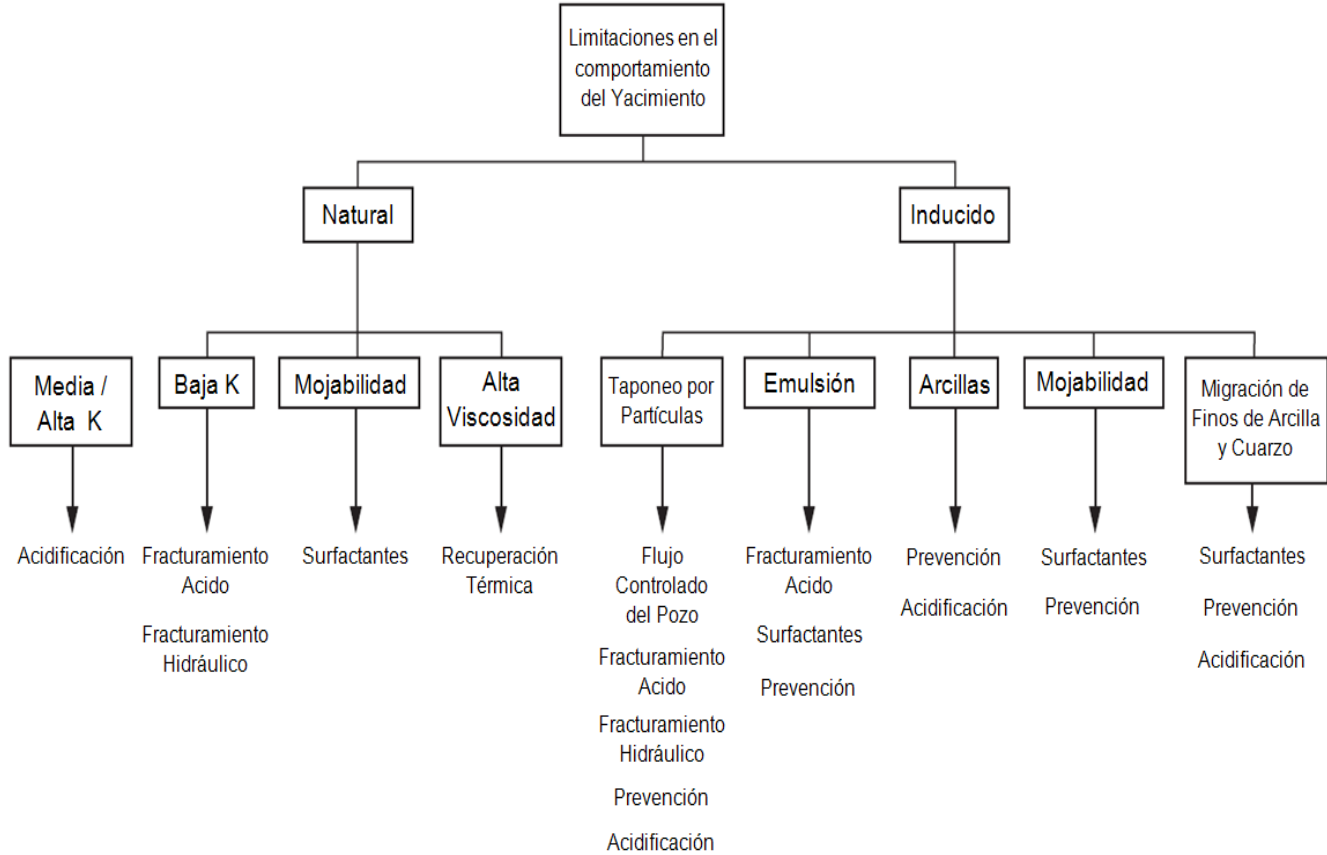 Limitaciones en el
comportamiento
del Yacimiento
Natural
Inducido
Media /
Alta K
Baja K
Mojabilidad
Alta
Viscosidad
Taponeo por
Partículas
Emulsión
Arcillas
Mojabilidad
Migración de
Finos de Arcilla
y Cuarzo
Acidificación
Fracturamiento
Acido
Fracturamiento
Hidráulico
Surfactantes
Recuperación
Térmica
Flujo
Controlado
del Pozo
Fracturamiento
Acido
Fracturamiento
Hidráulico
Prevención
Acidificación
Fracturamiento
Acido
Surfactantes
Prevención
Prevención
Acidificación
Surfactantes
Prevención
Surfactantes
Prevención
Acidificación